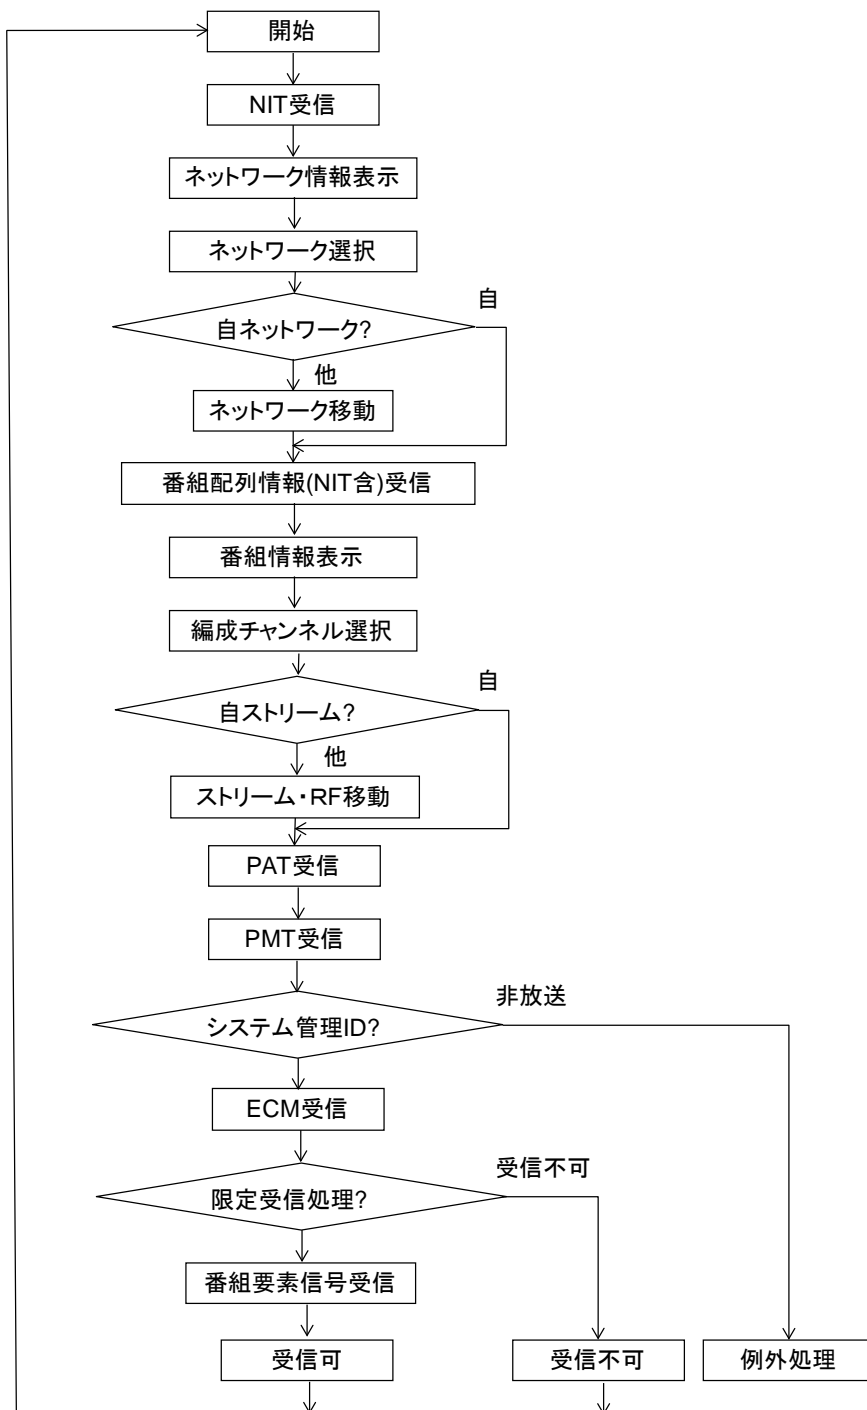 開始
NIT受信
ネットワーク情報表示
ネットワーク選択
自
自ネットワーク?
他
ネットワーク移動
番組配列情報(NIT含)受信
番組情報表示
編成チャンネル選択
自
自ストリーム?
他
ストリーム・RF移動
PAT受信
PMT受信
非放送
システム管理ID?
ECM受信
受信不可
限定受信処理?
番組要素信号受信
受信可
受信不可
例外処理